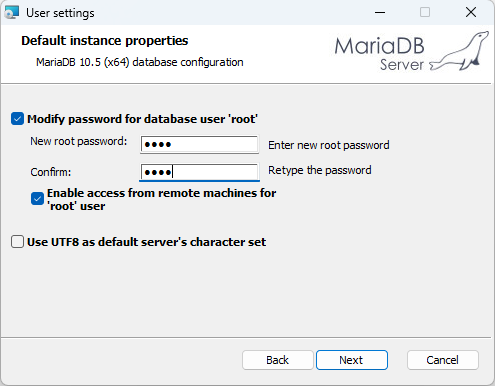 User settings
Default instance properties
MariaDB 10.5 (x64) database configuration
MariaDB
Server
Modify password for database user 'root'
New root password: ●●●● Enter new root password
Confirm: ●●●● Retype the password
Enable access from remote machines for
'root' user
Use UTF8 as default server's character set
Back Next Cancel